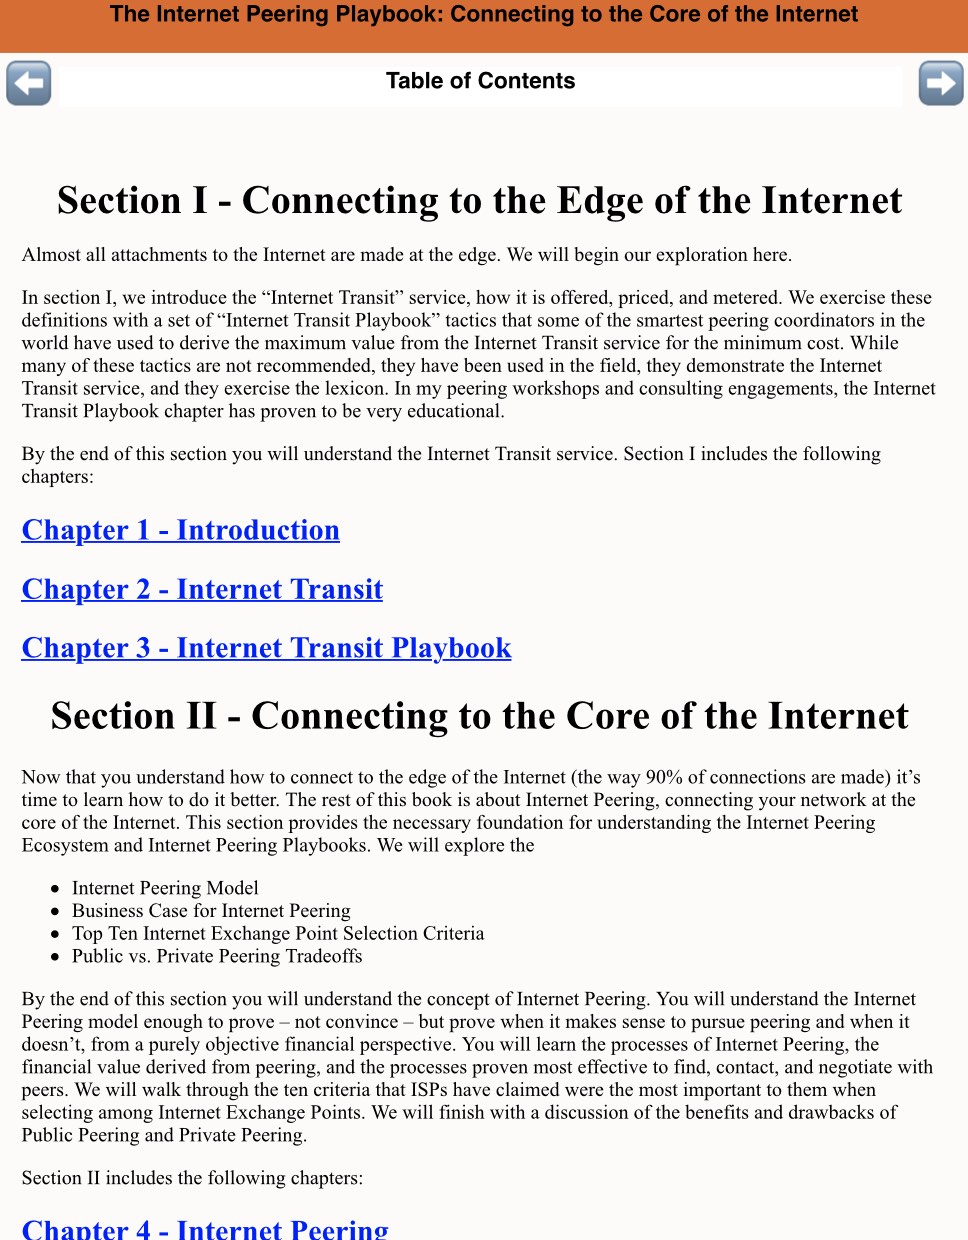 The Internet Peering Playbook: Connecting to the Core of the Internet
Table of Contents
Section I - Connecting to the Edge of the Internet
Almost all attachments to the Internet are made at the edge. We will begin our exploration here.
In section I, we introduce the “Internet Transit” service, how it is offered, priced, and metered. We exercise these
definitions with a set of “Internet Transit Playbook” tactics that some of the smartest peering coordinators in the
world have used to derive the maximum value from the Internet Transit service for the minimum cost. While
many of these tactics are not recommended, they have been used in the field, they demonstrate the Internet
Transit service, and they exercise the lexicon. In my peering workshops and consulting engagements, the Internet
Transit Playbook chapter has proven to be very educational.
By the end of this section you will understand the Internet Transit service. Section I includes the following
chapters:
Chapter 1 - Introduction
Chapter 2 - Internet Transit
Chapter 3 - Internet Transit Playbook
Section II - Connecting to the Core of the Internet
Now that you understand how to connect to the edge of the Internet (the way 90% of connections are made) it’s
time to learn how to do it better. The rest of this book is about Internet Peering, connecting your network at the
core of the Internet. This section provides the necessary foundation for understanding the Internet Peering
Ecosystem and Internet Peering Playbooks. We will explore the
• Internet Peering Model
• Business Case for Internet Peering
• Top Ten Internet Exchange Point Selection Criteria
• Public vs. Private Peering Tradeoffs
By the end of this section you will understand the concept of Internet Peering. You will understand the Internet
Peering model enough to prove – not convince – but prove when it makes sense to pursue peering and when it
doesn’t, from a purely objective financial perspective. You will learn the processes of Internet Peering, the
financial value derived from peering, and the processes proven most effective to find, contact, and negotiate with
peers. We will walk through the ten criteria that ISPs have claimed were the most important to them when
selecting among Internet Exchange Points. We will finish with a discussion of the benefits and drawbacks of
Public Peering and Private Peering.
Section II includes the following chapters:
Chapter 4 - Internet Peering